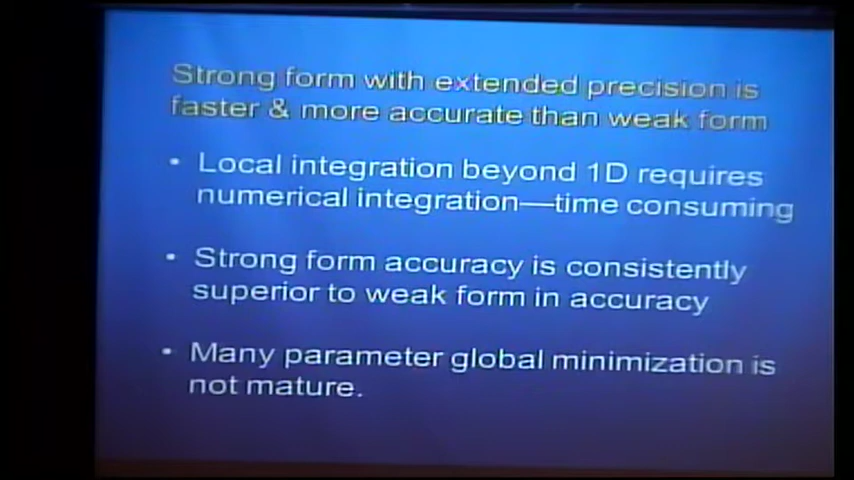 Strong form with extended precision is
faster & more accurate than weak form
• Local integration beyond 1D requires
numerical integration—time consuming
• Strong form accuracy is consistently
superior to weak form in accuracy
• Many parameter global minimization is
not mature.